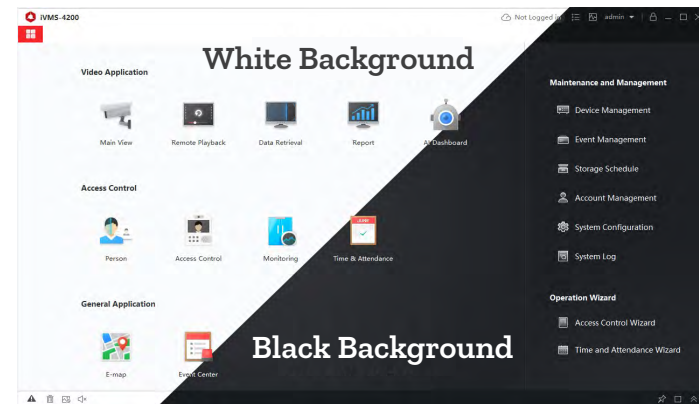 iVMS-4200
Not Logged in
admin
White Background
Video Application
Main View
Remote Playback
Data Retrieval
Report
AI Dashboard
Access Control
Person
Access Control
Monitoring
Time & Attendance
General Application
E-map
Event Center
Black Background
Maintenance and Management
Device Management
Event Management
Storage Schedule
Account Management
System Configuration
System Log
Operation Wizard
Access Control Wizard
Time and Attendance Wizard